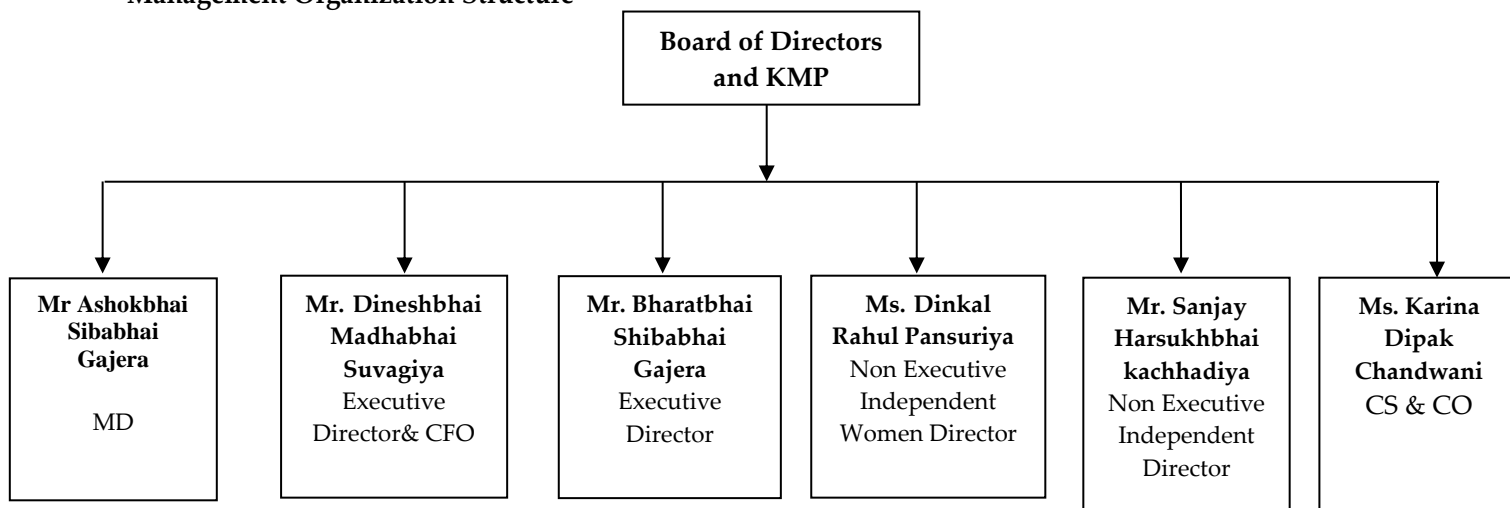 Management Organization Structure
Board of Directors
and KMP
Mr Ashokbhai
Sibabhai
Gajera
MD
Mr. Dineshbhai
Madhabhai
Suvagiya
Executive
Director& CFO
Mr. Bharatbhai
Shibabhai
Gajera
Executive
Director
Ms. Dinkal
Rahul Pansuriya
Non Executive
Independent
Women Director
Mr. Sanjay
Harsukhbhai
kachhadiya
Non Executive
Independent
Director
Ms. Karina
Dipak
Chandwani
CS & CO